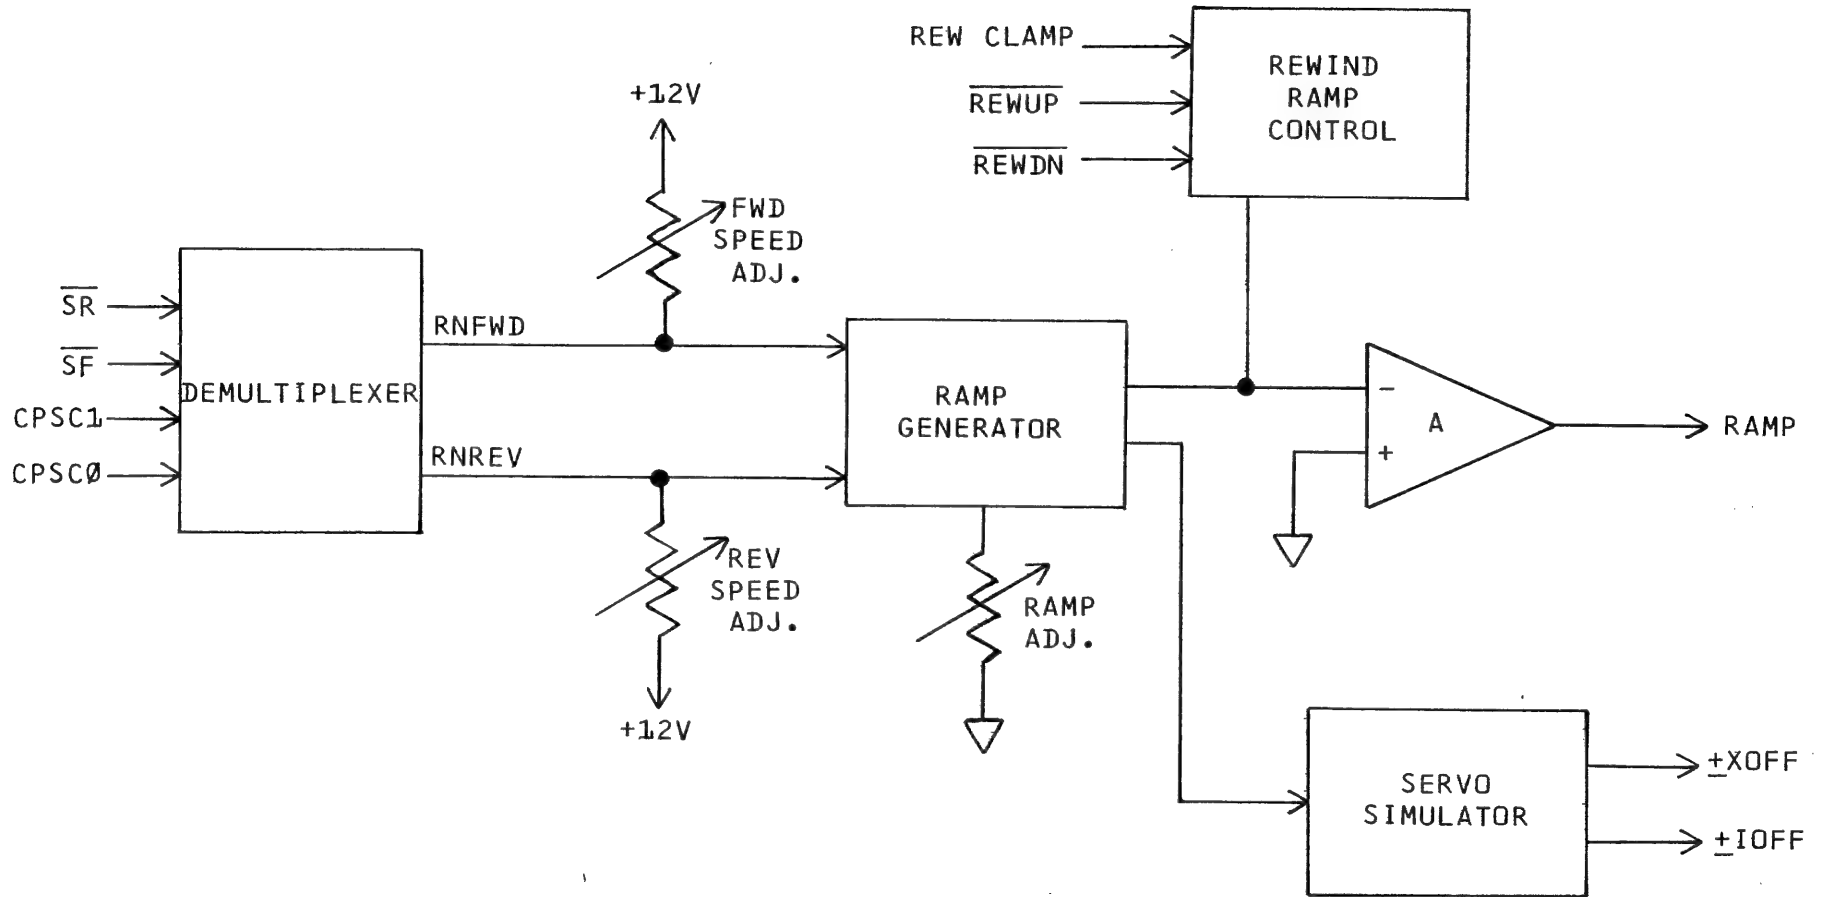 REW CLAMP
REWUP
REWDN
REWIND
RAMP
CONTROL
+12V
FWD
SPEED
ADJ.
SR
SF
CPSC1
CPSCØ
DEMULTIPLEXER
RNFWD
RNREV
RAMP
GENERATOR
−
A
+
RAMP
REV
SPEED
ADJ.
+12V
RAMP
ADJ.
SERVO
SIMULATOR
±XOFF
±IOFF